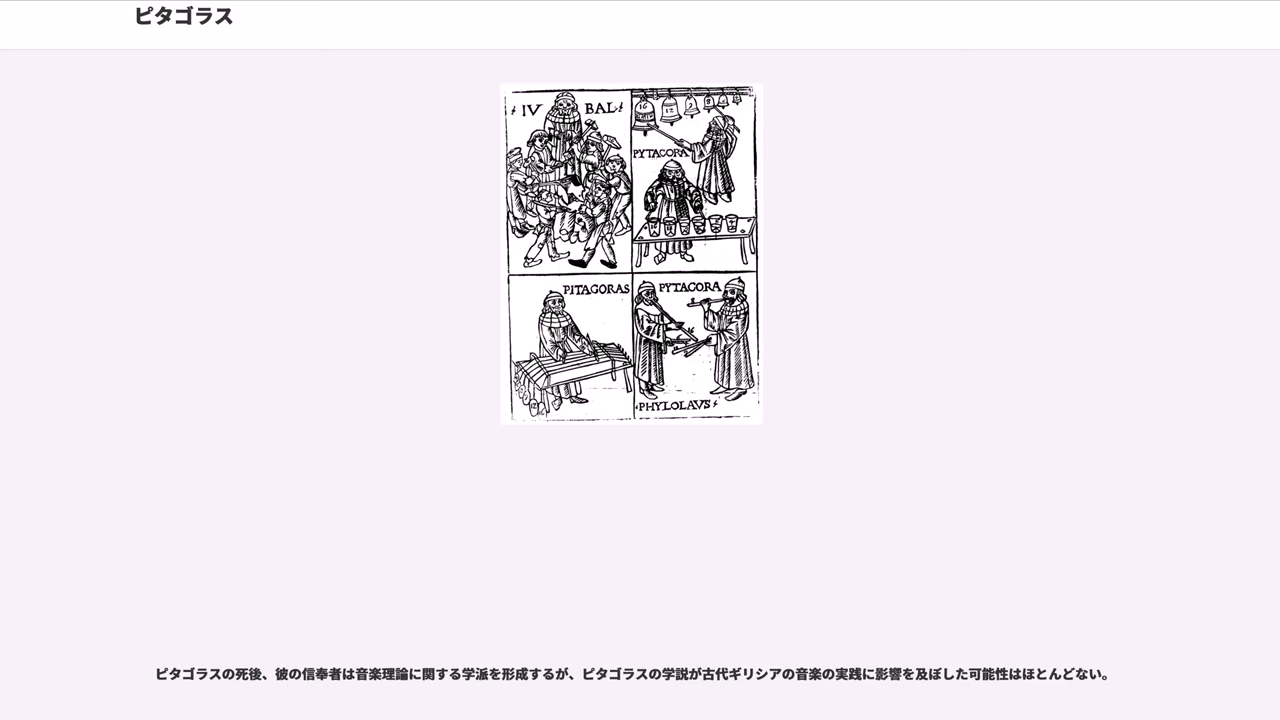 ピタゴラス
IV BAL
16
12
9
8
PYTACORA
PITAGORAS
PYTACORA
PHYLOLAVS
ピタゴラスの死後、彼の信奉者は音楽理論に関する学派を形成するが、ピタゴラスの学説が古代ギリシアの音楽の実践に影響を及ぼした可能性はほとんどない。